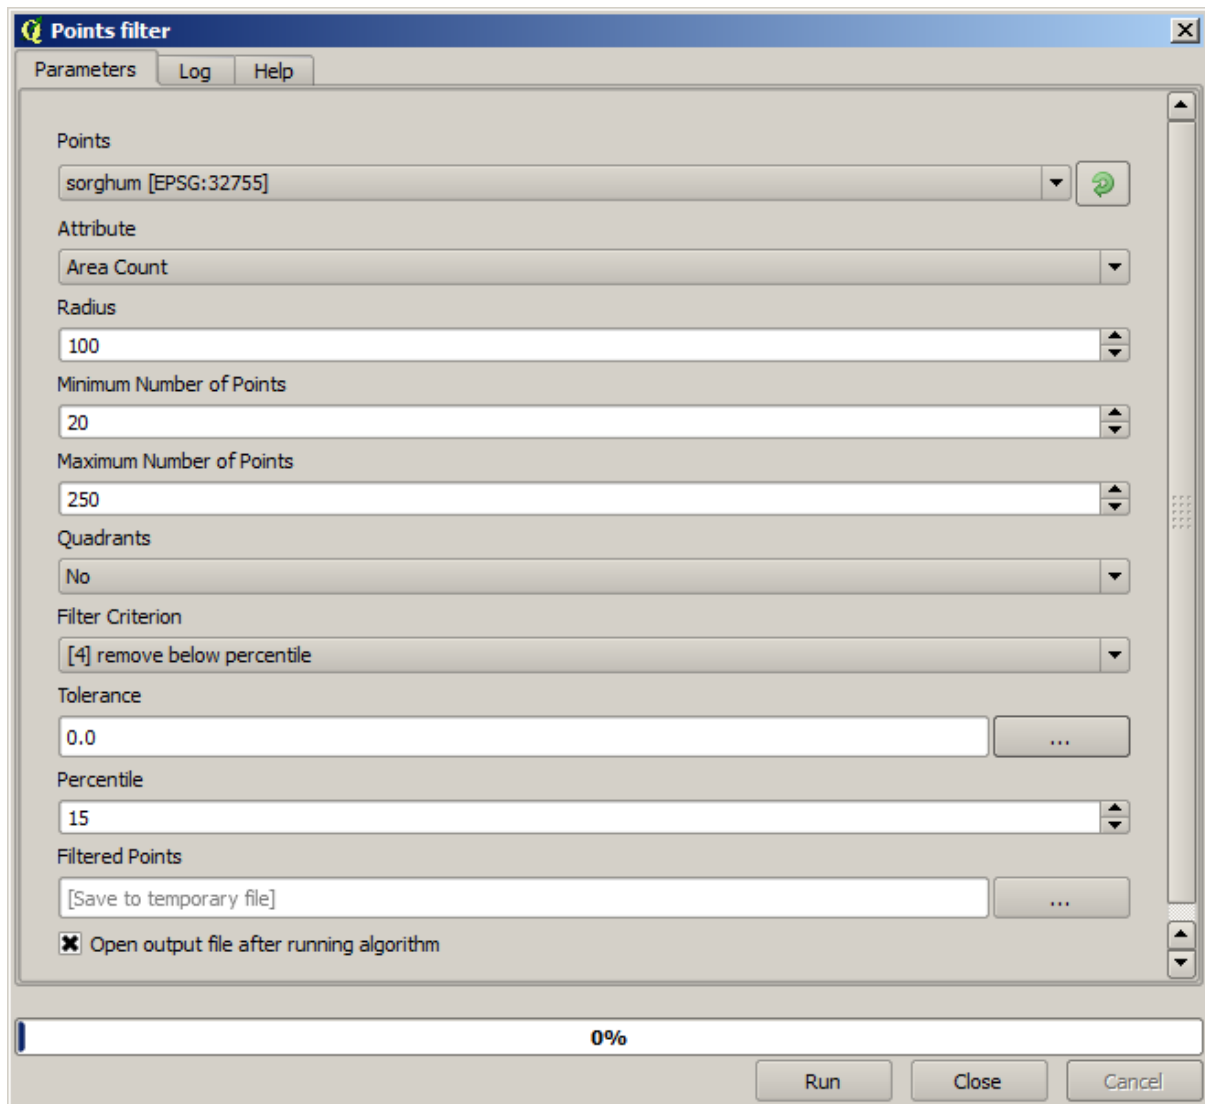 Points filter
Parameters Log Help
Points
sorghum [EPSG:32755]
Attribute
Area Count
Radius
100
Minimum Number of Points
20
Maximum Number of Points
250
Quadrants
No
Filter Criterion
[4] remove below percentile
Tolerance
0.0 ...
Percentile
15
Filtered Points
[Save to temporary file] ...
Open output file after running algorithm
0%
Run Close Cancel